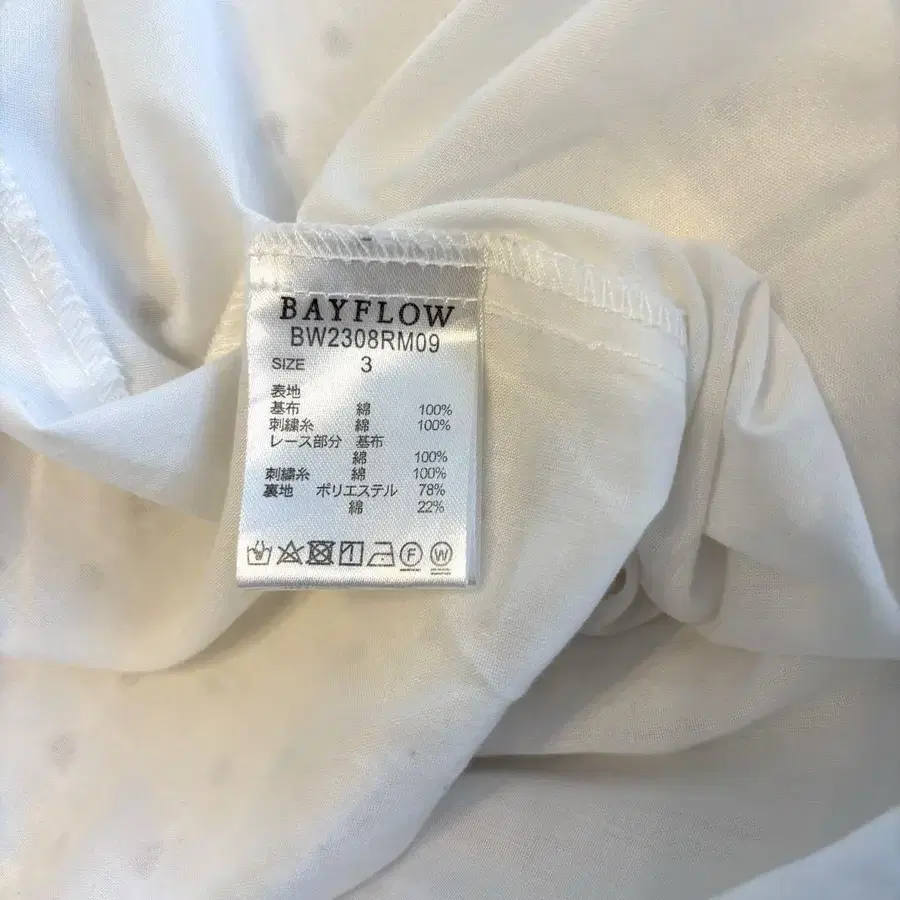 BAYFLOW
BW2308RM09
SIZE 3
表地
基布 綿 100%
刺繍糸 綿 100%
レース部分 基布
綿 100%
刺繍糸 綿 100%
裏地 ポリエステル 78%
綿 22%
F W